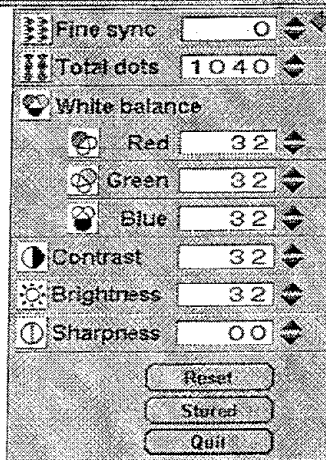 Fine sync 0
Total dots 1040
White balance
Red 32
Green 32
Blue 32
Contrast 32
Brightness 32
Sharpness 00
Reset
Stored
Quit